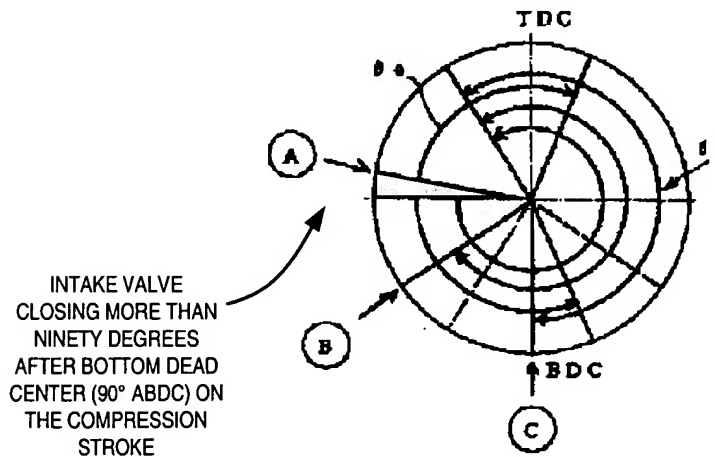 TDC
A
B
BDC
C
INTAKE VALVE
CLOSING MORE THAN
NINETY DEGREES
AFTER BOTTOM DEAD
CENTER (90° ABDC) ON
THE COMPRESSION
STROKE